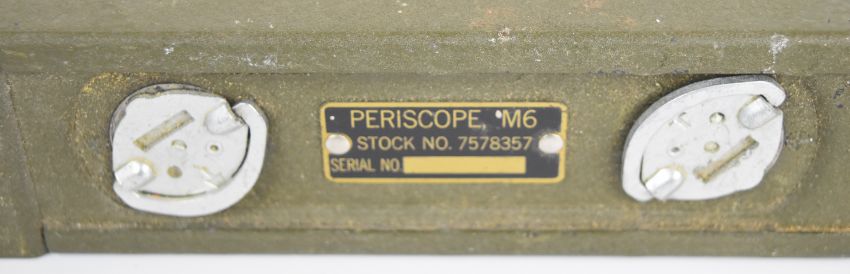 PERISCOPE M6
STOCK NO. 7578357
SERIAL NO